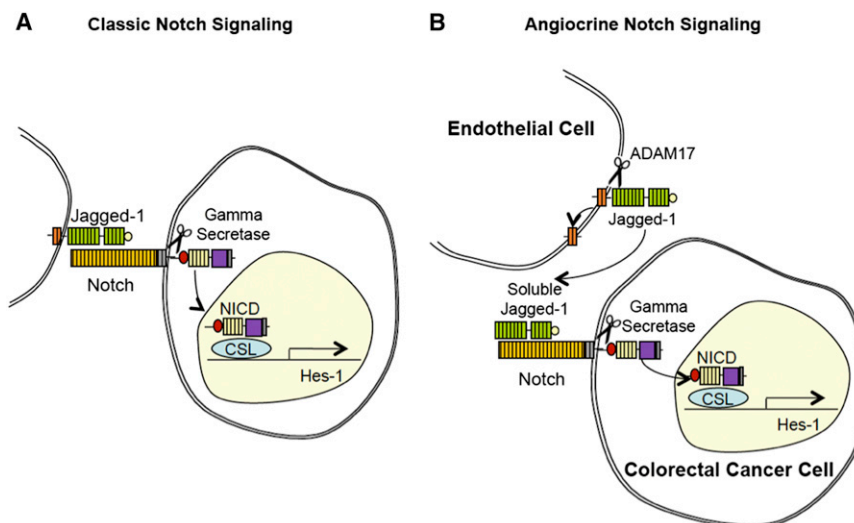 A
Classic Notch Signaling
Jagged-1
Notch
Gamma
Secretase
NICD
CSL
Hes-1
B
Angiocrine Notch Signaling
Endothelial Cell
ADAM17
Jagged-1
Soluble
Jagged-1
Notch
Gamma
Secretase
NICD
CSL
Hes-1
Colorectal Cancer Cell